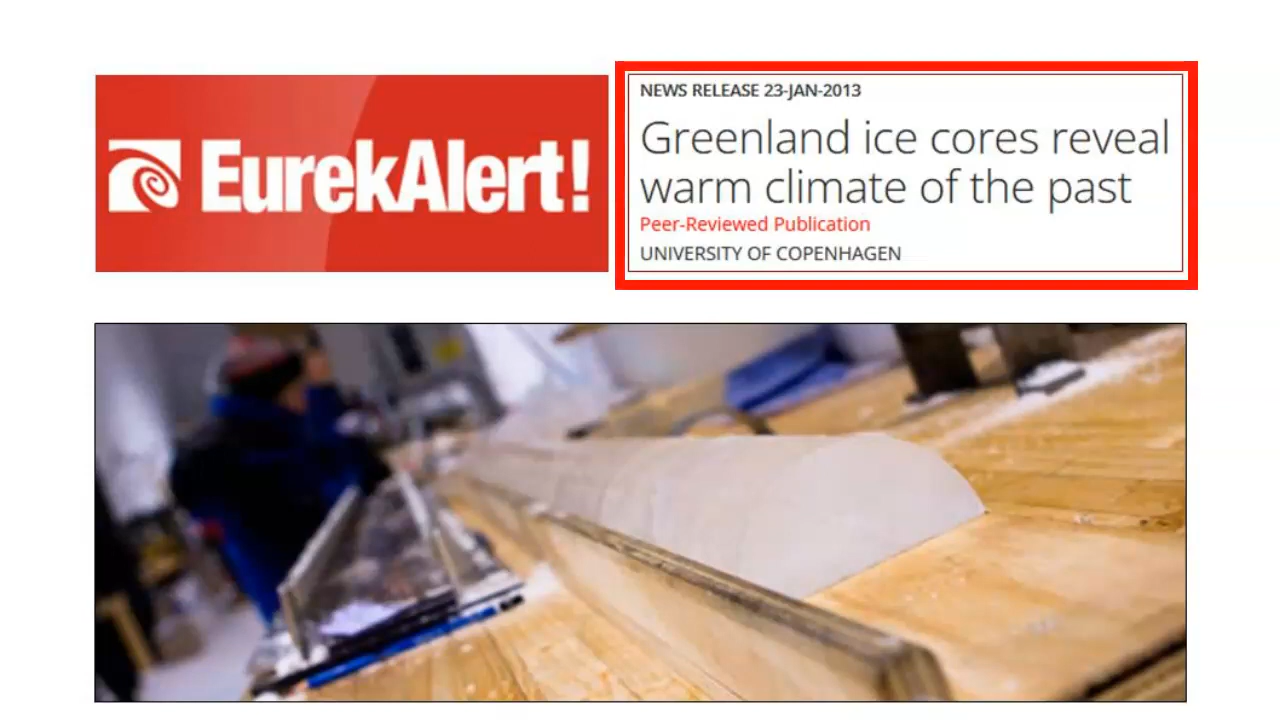 EurekAlert!
NEWS RELEASE 23-JAN-2013
Greenland ice cores reveal
warm climate of the past
Peer-Reviewed Publication
UNIVERSITY OF COPENHAGEN